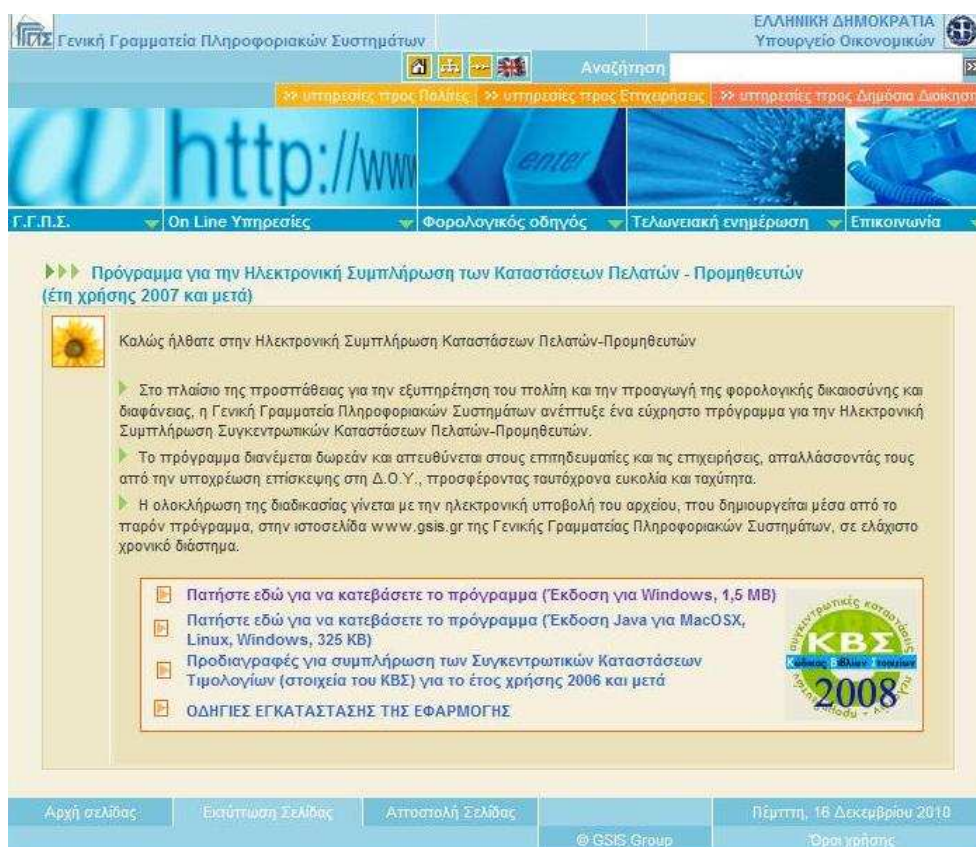 ΓΓΠΣ Γενική Γραμματεία Πληροφοριακών Συστημάτων
ΕΛΛΗΝΙΚΗ ΔΗΜΟΚΡΑΤΙΑ
Υπουργείο Οικονομικών
Αναζήτηση
>> υπηρεσίες προς Πολίτες >> υπηρεσίες προς Επιχειρήσεις >> υπηρεσίες προς Δημόσια Διοίκηση
@ http://www enter
Γ.Γ.Π.Σ. On Line Υπηρεσίες Φορολογικός οδηγός Τελωνειακή ενημέρωση Επικοινωνία
Πρόγραμμα για την Ηλεκτρονική Συμπλήρωση των Καταστάσεων Πελατών - Προμηθευτών
(έτη χρήσης 2007 και μετά)
Καλώς ήλθατε στην Ηλεκτρονική Συμπλήρωση Καταστάσεων Πελατών-Προμηθευτών
Στο πλαίσιο της προσπάθειας για την εξυπηρέτηση του πολίτη και την προαγωγή της φορολογικής δικαιοσύνης και
διαφάνειας, η Γενική Γραμματεία Πληροφοριακών Συστημάτων ανέπτυξε ένα εύχρηστο πρόγραμμα για την Ηλεκτρονική
Συμπλήρωση Συγκεντρωτικών Καταστάσεων Πελατών-Προμηθευτών.
Το πρόγραμμα διανέμεται δωρεάν και απευθύνεται στους επιτηδευματίες και τις επιχειρήσεις, απαλλάσσοντάς τους
από την υποχρέωση επίσκεψης στη Δ.Ο.Υ., προσφέροντας ταυτόχρονα ευκολία και ταχύτητα.
Η ολοκλήρωση της διαδικασίας γίνεται με την ηλεκτρονική υποβολή του αρχείου, που δημιουργείται μέσα από το
παρόν πρόγραμμα, στην ιστοσελίδα www.gsis.gr της Γενικής Γραμματείας Πληροφοριακών Συστημάτων, σε ελάχιστο
χρονικό διάστημα.
Πατήστε εδώ για να κατεβάσετε το πρόγραμμα (Έκδοση για Windows, 1,5 MB)
Πατήστε εδώ για να κατεβάσετε το πρόγραμμα (Έκδοση Java για MacOSX,
Linux, Windows, 325 KB)
Προδιαγραφές για συμπλήρωση των Συγκεντρωτικών Καταστάσεων
Τιμολογίων (στοιχεία του ΚΒΣ) για το έτος χρήσης 2006 και μετά
ΟΔΗΓΙΕΣ ΕΓΚΑΤΑΣΤΑΣΗΣ ΤΗΣ ΕΦΑΡΜΟΓΗΣ
ΚΒΣ
Κώδικας Βιβλίων Στοιχείων
2008
Αρχή σελίδας Εκτύπωση Σελίδας Αποστολή Σελίδας Πέμπτη, 16 Δεκεμβρίου 2010
@ GSIS Group Όροι χρήσης